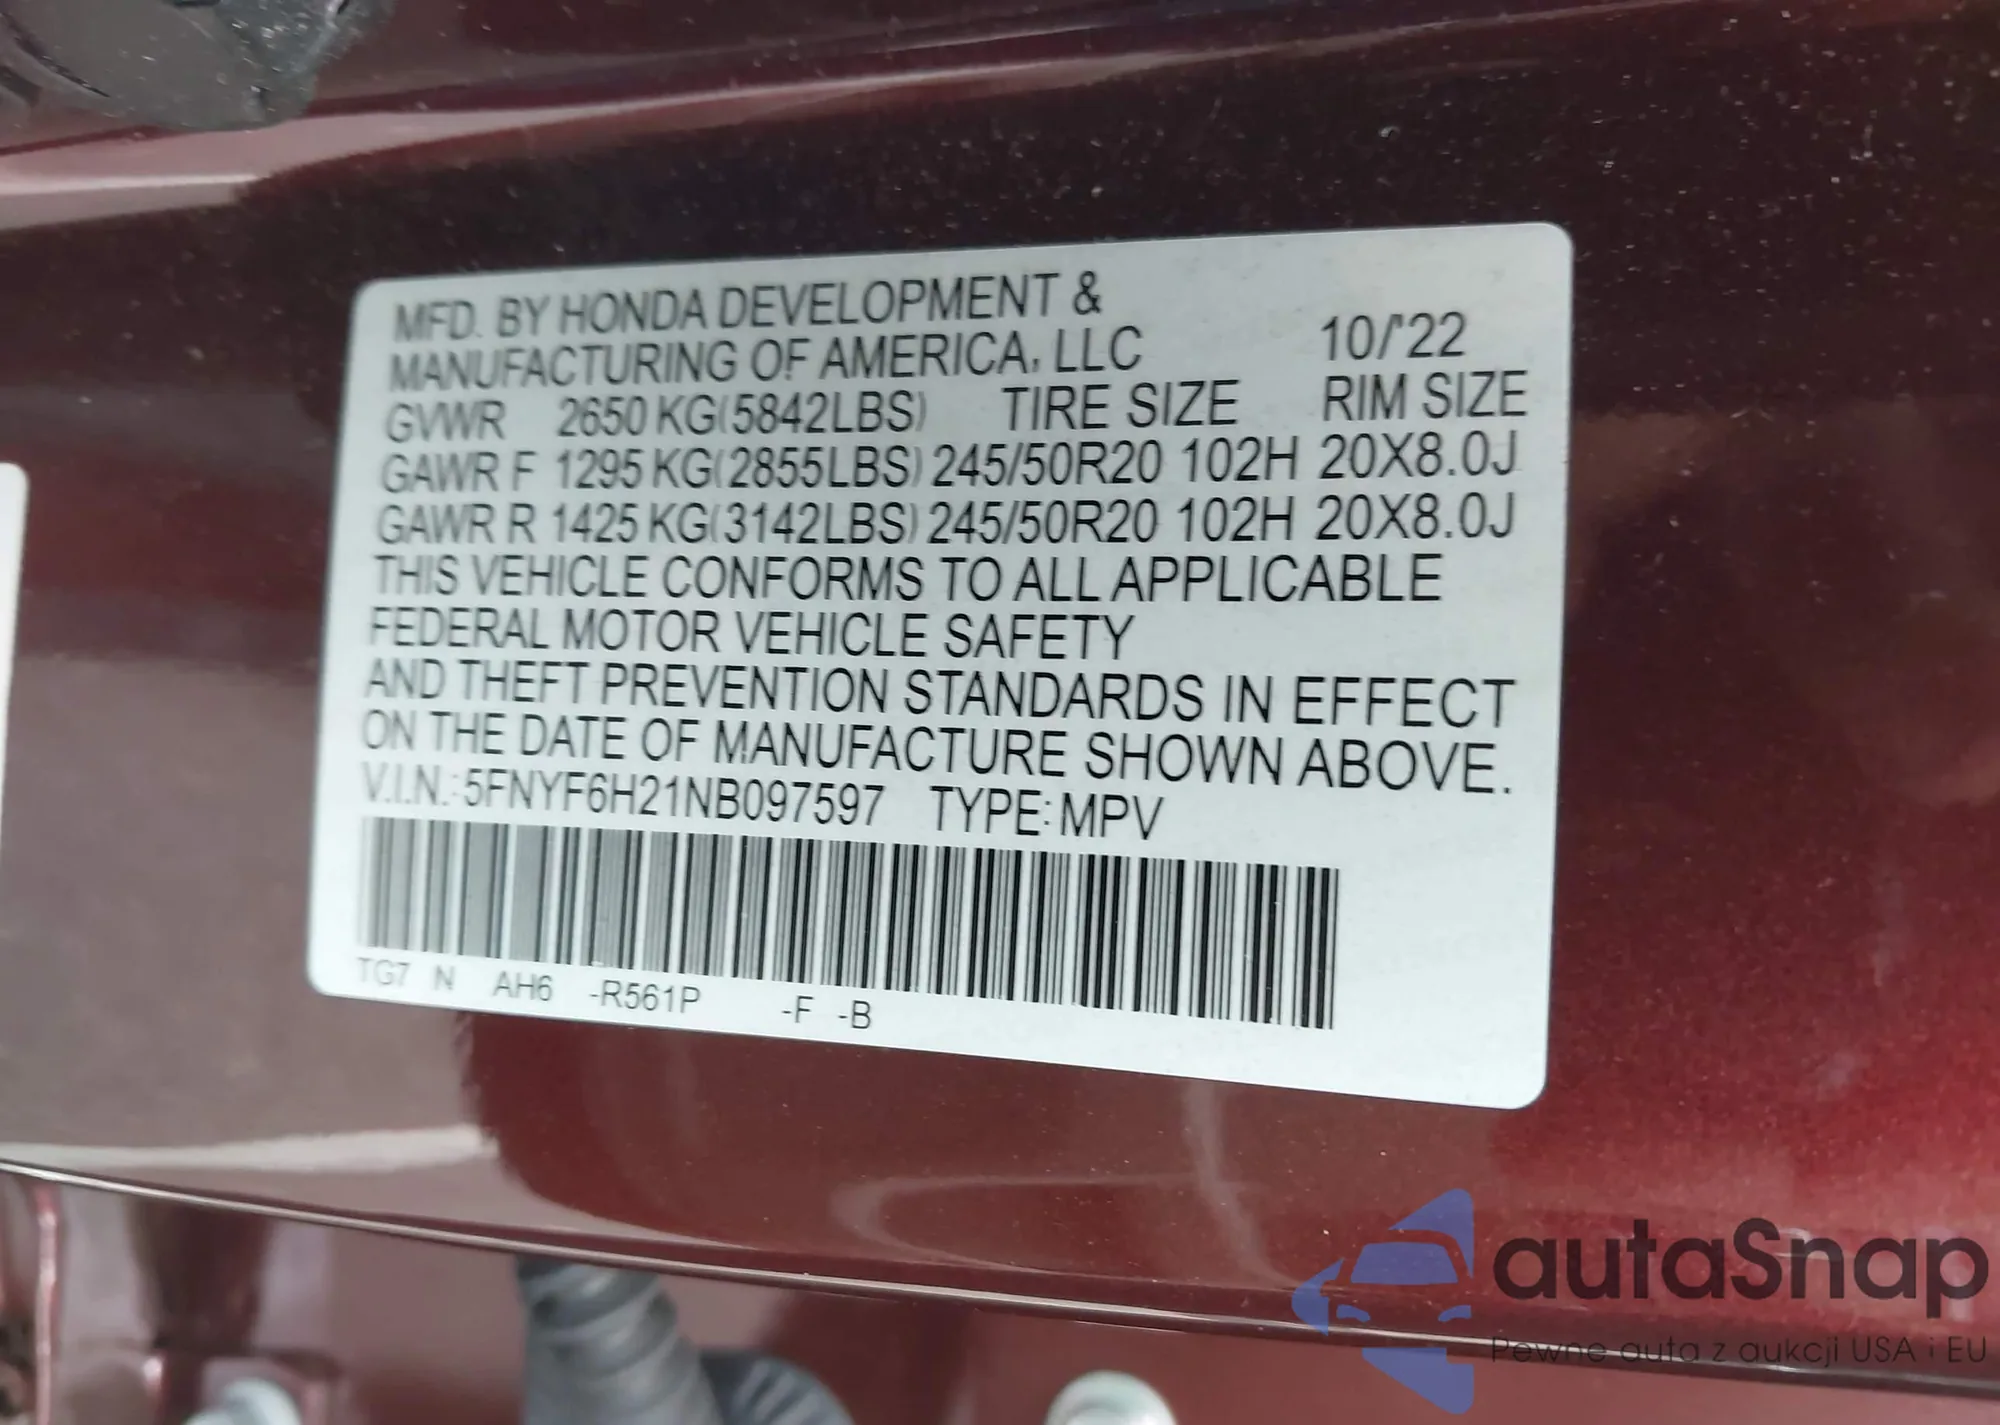 MFD. BY HONDA DEVELOPMENT &
MANUFACTURING OF AMERICA, LLC 10/'22
GVWR 2650 KG(5842LBS) TIRE SIZE RIM SIZE
GAWR F 1295 KG(2855LBS) 245/50R20 102H 20X8.0J
GAWR R 1425 KG(3142LBS) 245/50R20 102H 20X8.0J
THIS VEHICLE CONFORMS TO ALL APPLICABLE
FEDERAL MOTOR VEHICLE SAFETY
AND THEFT PREVENTION STANDARDS IN EFFECT
ON THE DATE OF MANUFACTURE SHOWN ABOVE.
V.I.N.: 5FNYF6H21NB097597 TYPE: MPV
TG7 N AH6 -R561P -F -B
autaSnap
Pewne auta z aukcji USA i EU